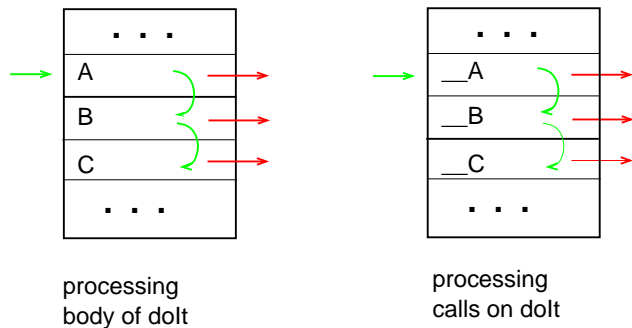 . . .
A
B
C
. . .
processing
body of doIt
. . .
__A
__B
__C
. . .
processing
calls on doIt